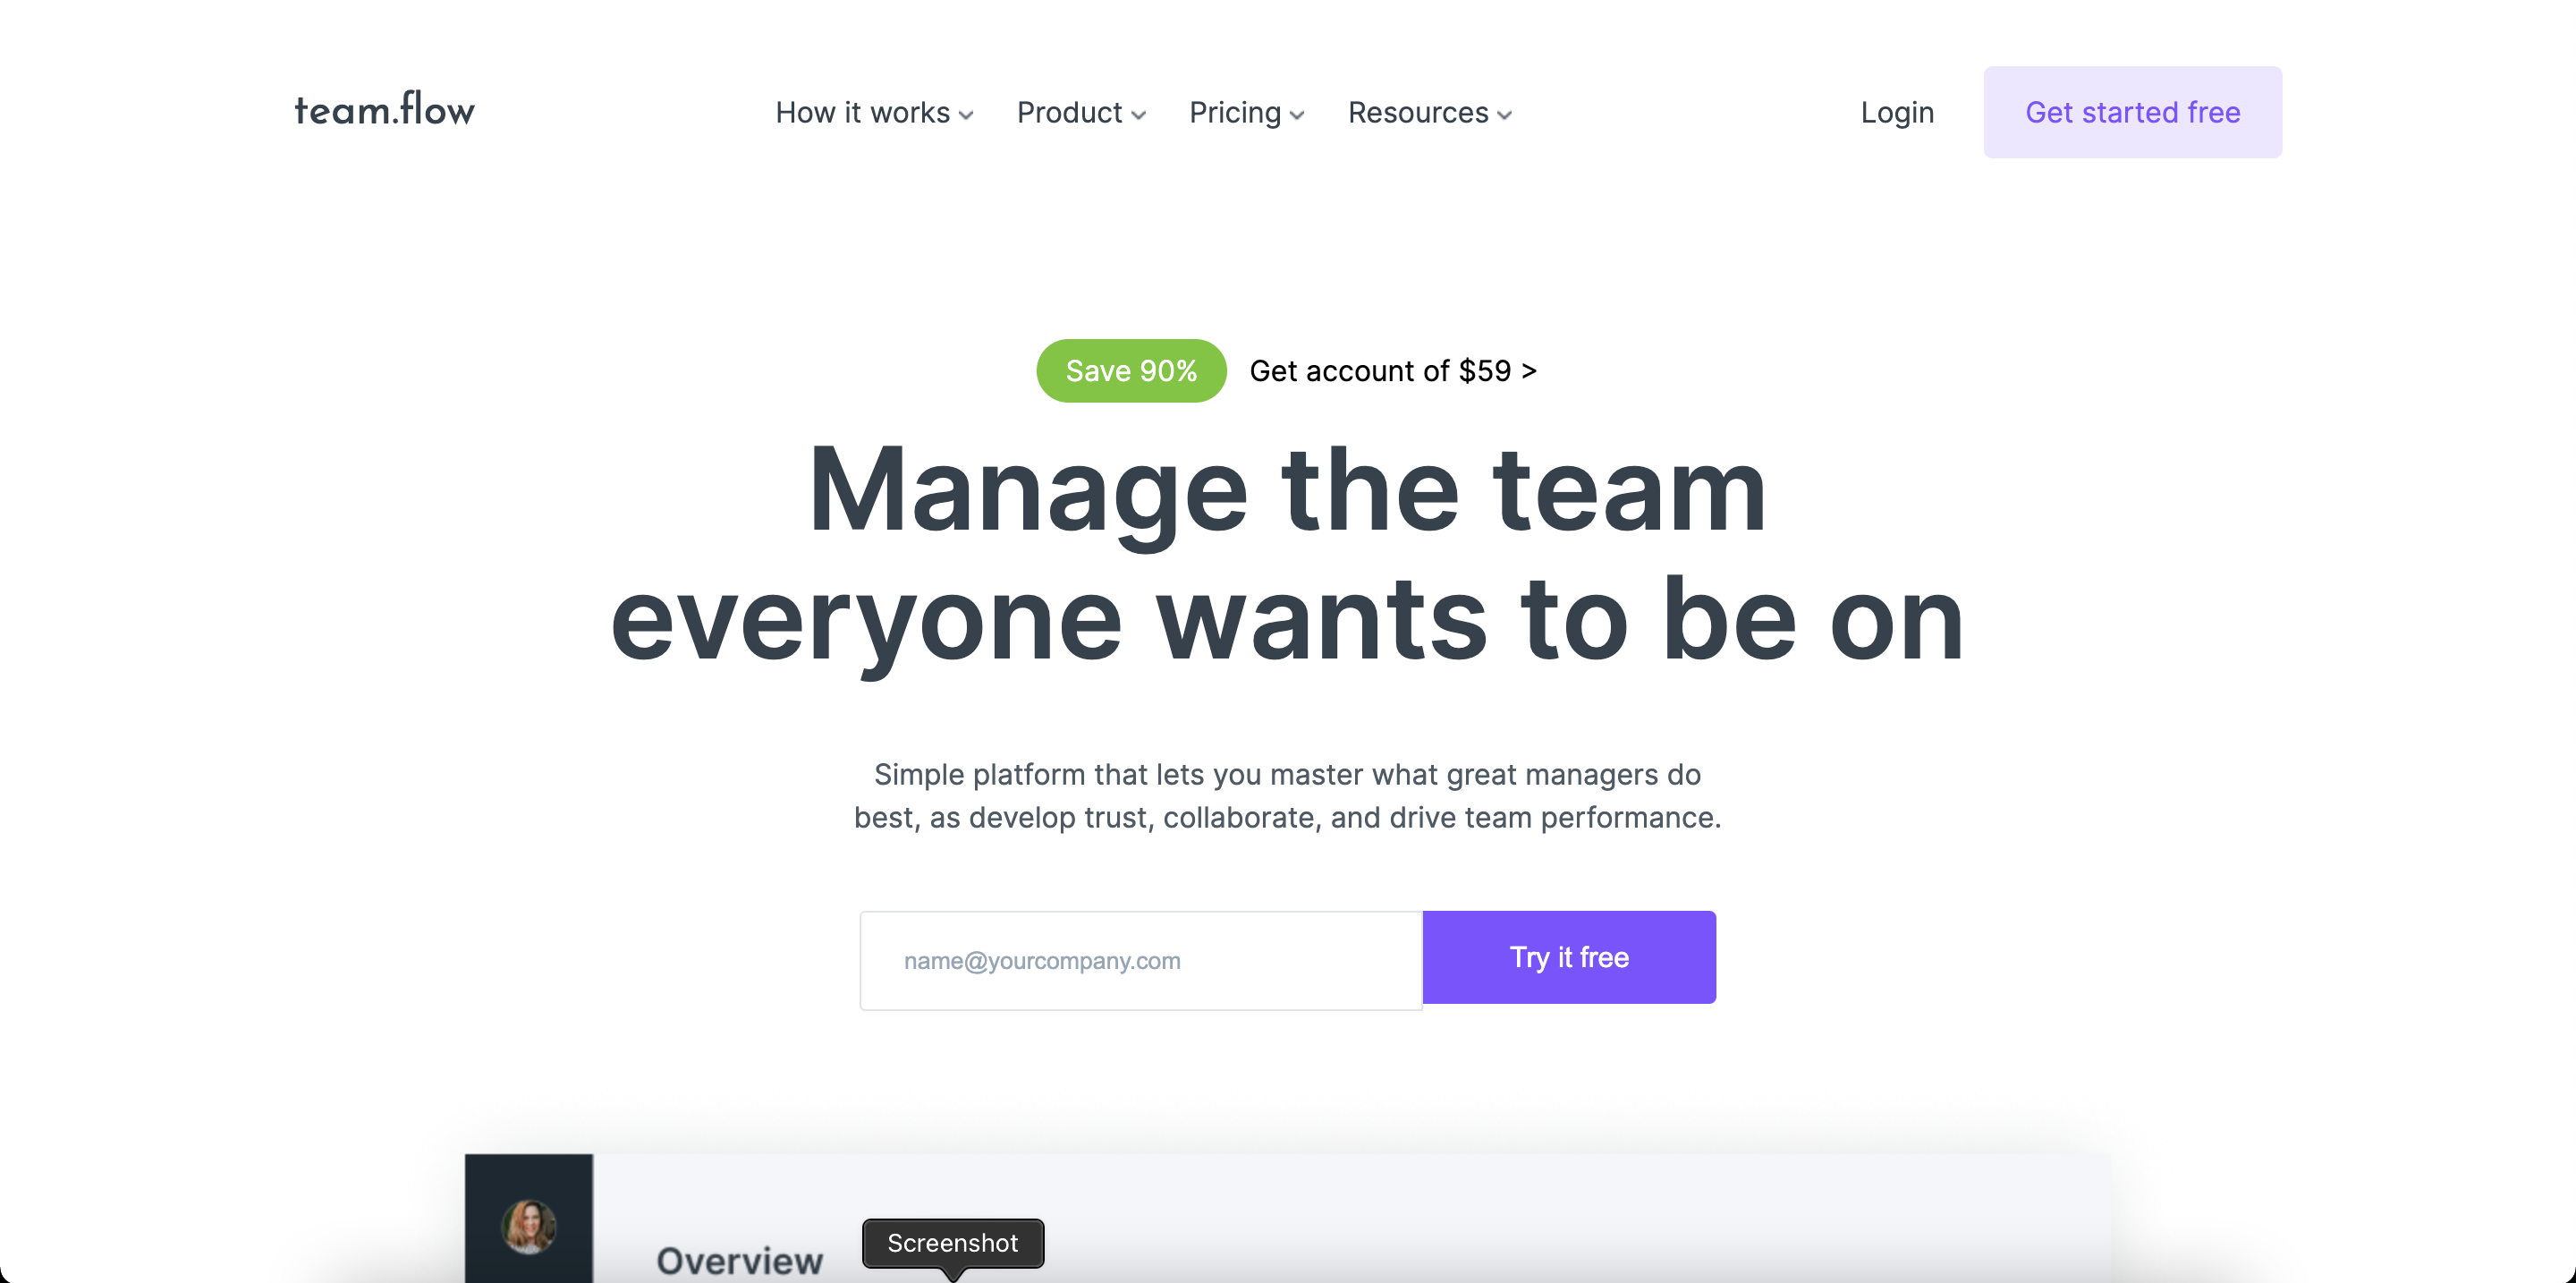 team.flow
How it works Product Pricing Resources
Login
Get started free
Save 90% Get account of $59 >
Manage the team
everyone wants to be on
Simple platform that lets you master what great managers do
best, as develop trust, collaborate, and drive team performance.
name@yourcompany.com
Try it free
Overview
Screenshot